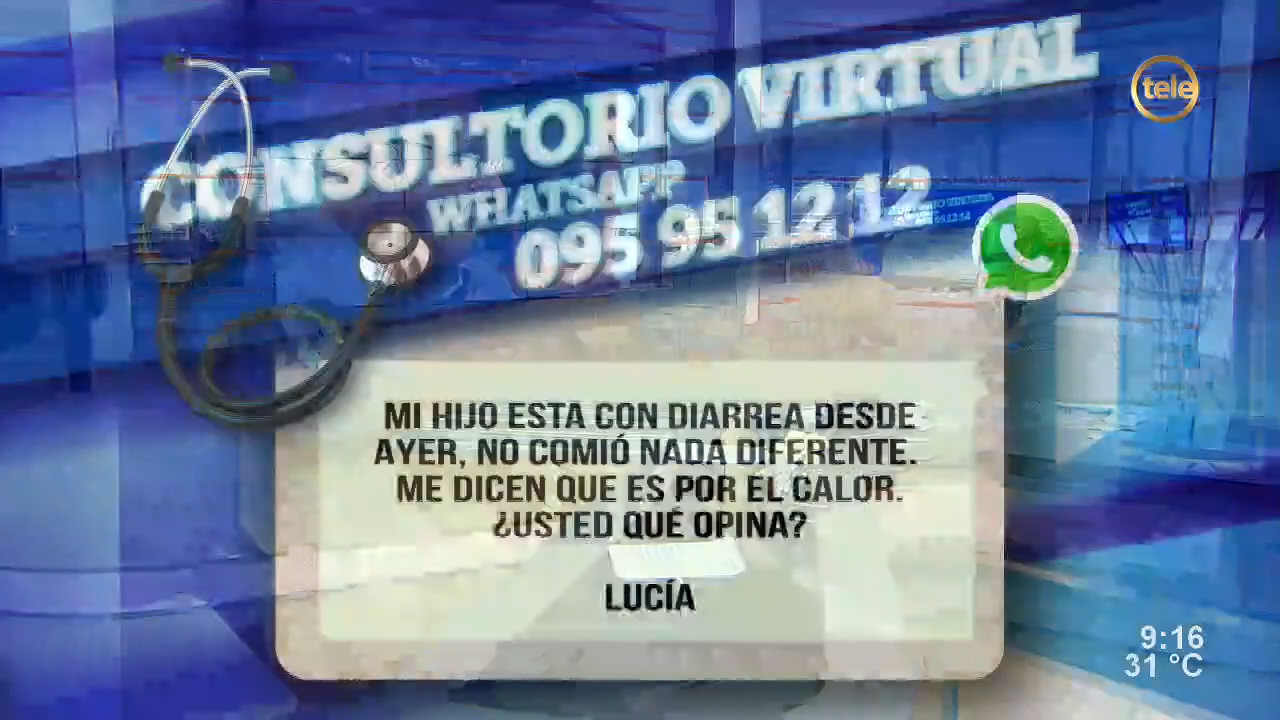 CONSULTORIO VIRTUAL
WHATSAPP
095 95 12 12
tele
MI HIJO ESTA CON DIARREA DESDE
AYER, NO COMIÓ NADA DIFERENTE.
ME DICEN QUE ES POR EL CALOR.
¿USTED QUÉ OPINA?
LUCÍA
9:16
31 °C